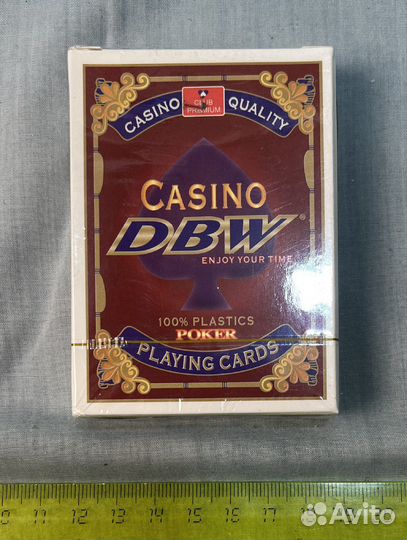 CASINO QUALITY
CLUB
PREMIUM
CASINO
DBW®
ENJOY YOUR TIME
100% PLASTICS
POKER
PLAYING CARDS
11 12 13 14 15 16 17 18
Avito